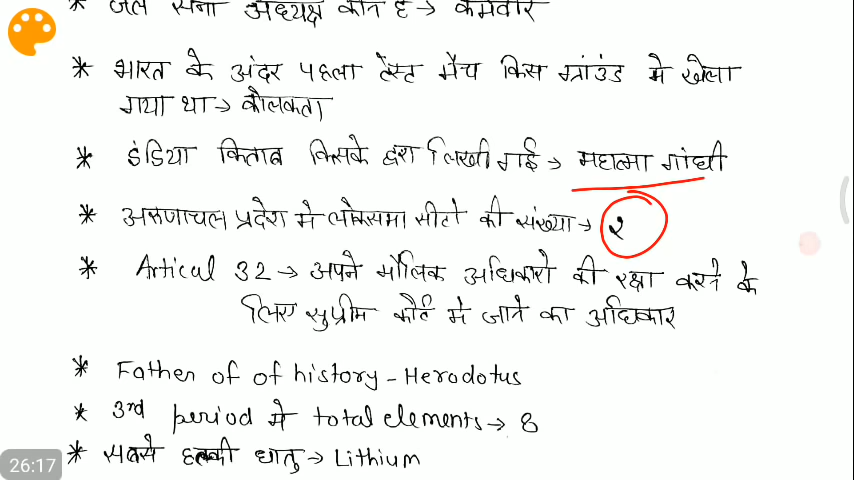 * जल सेना अध्यक्ष कौन है → करमवीर
* भारत के अंदर पहला टेस्ट मैच किस ग्रांउंड मे खेला
गया था → कोलकता
* इंडिया किताब किसके द्वारा लिखी गई → महात्मा गांधी
* अरुणाचल प्रदेश मे लोकसभा सीटो की संख्या → २
* Artical 32 → अपने मौलिक अधिकारो की रक्षा करने के
लिए सुप्रीम कोर्ट मे जाने का अधिकार
* Father of of history - Herodotus
* 3rd period मे total elements → 8
* सबसे हल्की धातु → Lithium
26:17